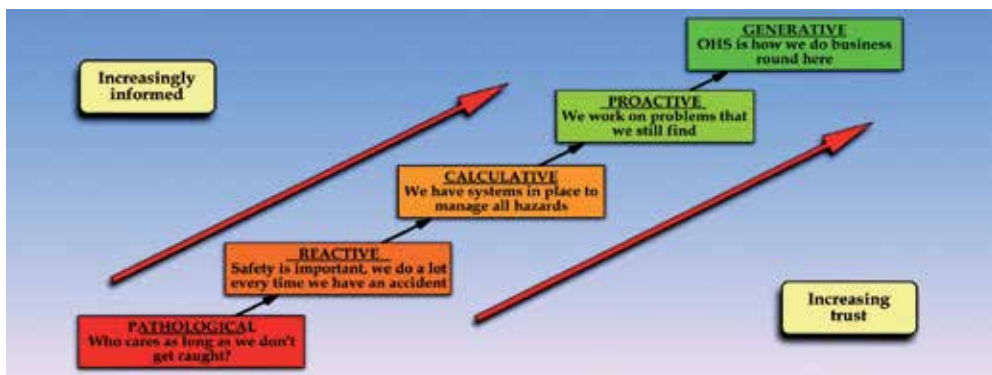 GENERATIVE
OHS is how we do business
round here
Increasingly
informed
PROACTIVE
We work on problems that
we still find
CALCULATIVE
We have systems in place to
manage all hazards
REACTIVE
Safety is important, we do a lot
every time we have an accident
Increasing
trust
PATHOLOGICAL
Who cares as long as we don't
get caught?